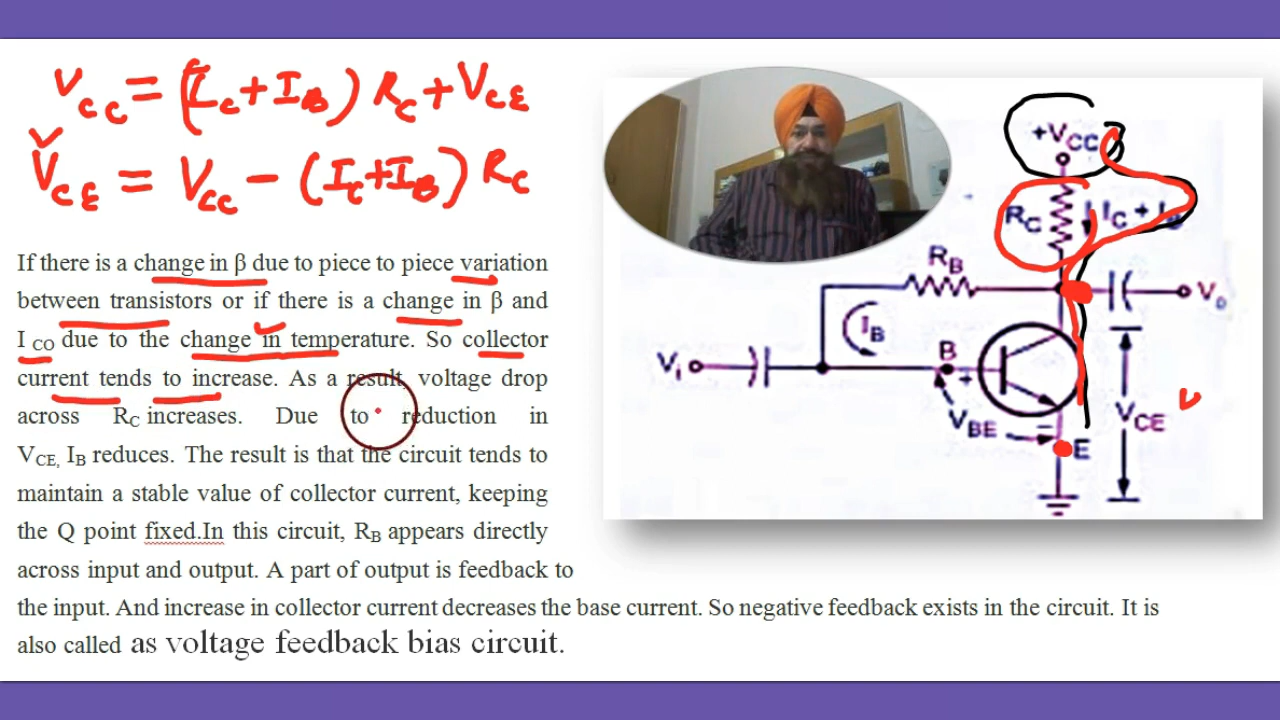 VCC = (IC+IB) RC+VCE
VCE = VCC - (IC+IB) RC
If there is a change in β due to piece to piece variation
between transistors or if there is a change in β and
I CO due to the change in temperature. So collector
current tends to increase. As a result, voltage drop
across RC increases. Due to reduction in
VCE, IB reduces. The result is that the circuit tends to
maintain a stable value of collector current, keeping
the Q point fixed.In this circuit, RB appears directly
across input and output. A part of output is feedback to
the input. And increase in collector current decreases the base current. So negative feedback exists in the circuit. It is
also called as voltage feedback bias circuit.
+VCC
RC
IC + I
RB
Vo
IB
B
Vi
+
VBE
VCE
E